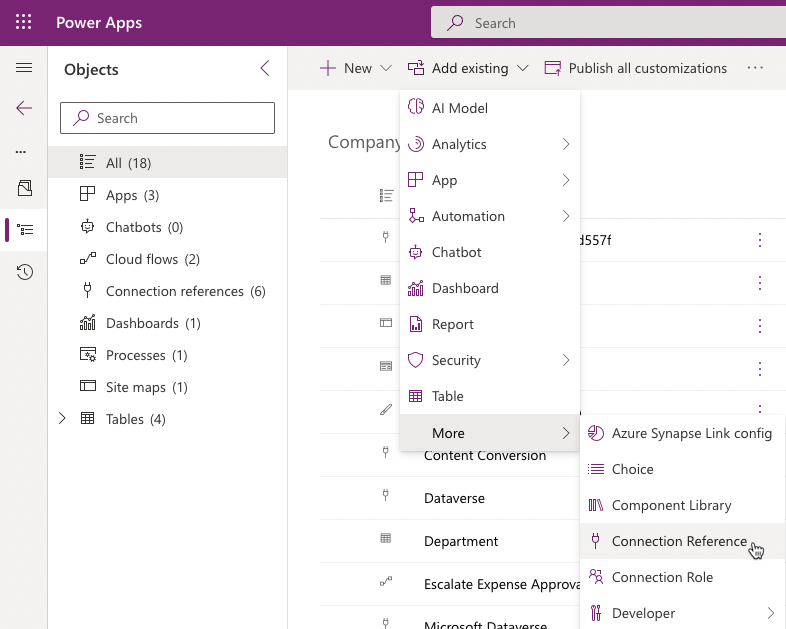 Power Apps
Search
Objects
Search
All (18)
Apps (3)
Chatbots (0)
Cloud flows (2)
Connection references (6)
Dashboards (1)
Processes (1)
Site maps (1)
Tables (4)
New
Add existing
Publish all customizations
Company
AI Model
Analytics
App
Automation
Chatbot
Dashboard
Report
Security
Table
More
d557f
Azure Synapse Link config
Choice
Component Library
Connection Reference
Connection Role
Developer
Content Conversion
Dataverse
Department
Escalate Expense Approva
Microsoft Dataverse